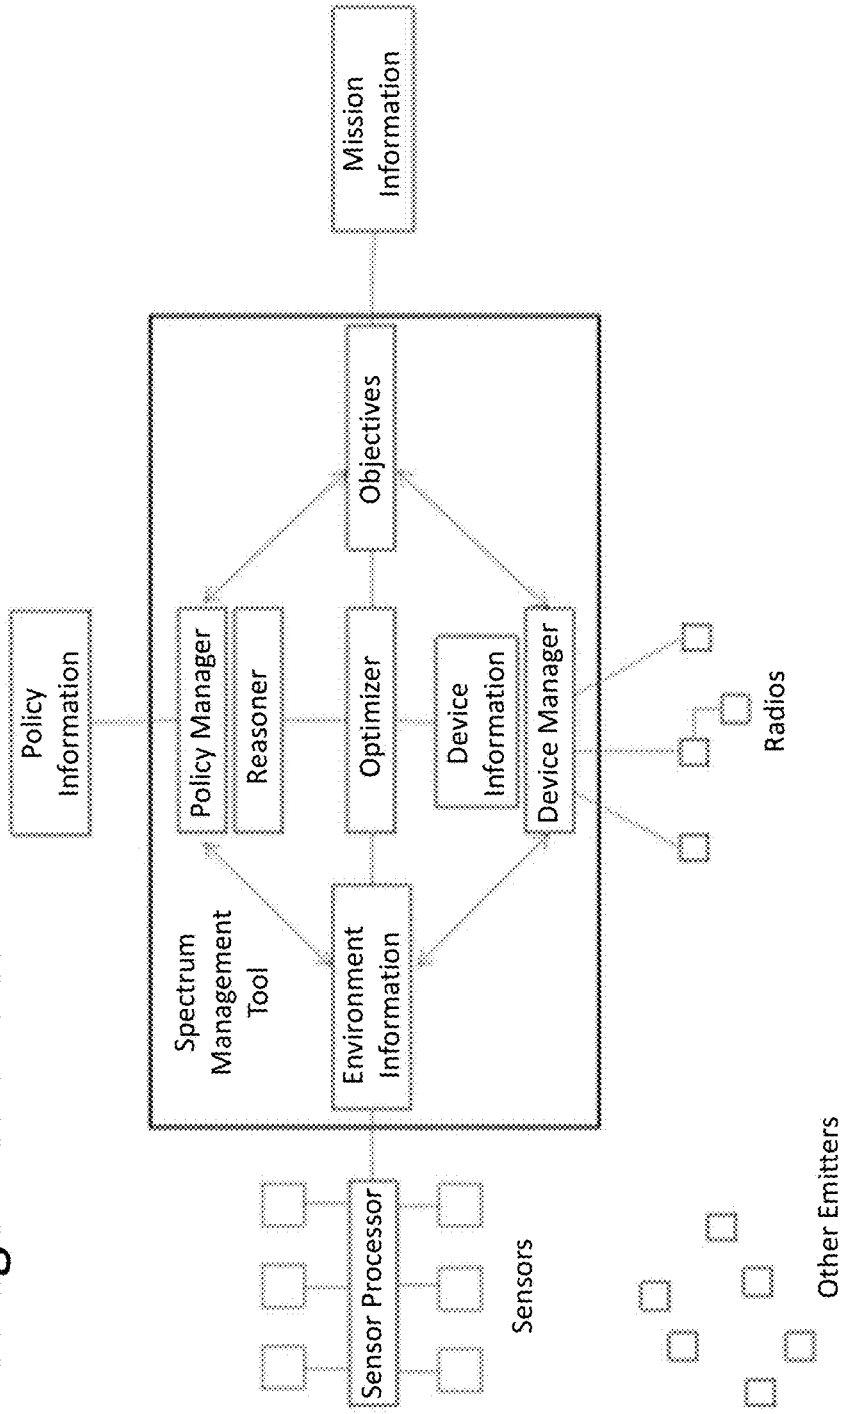 Policy
Information
Mission
Information
Spectrum
Management
Tool
Policy Manager
Reasoner
Environment
Information
Optimizer
Objectives
Device
Information
Device Manager
Sensor Processor
Sensors
Radios
Other Emitters